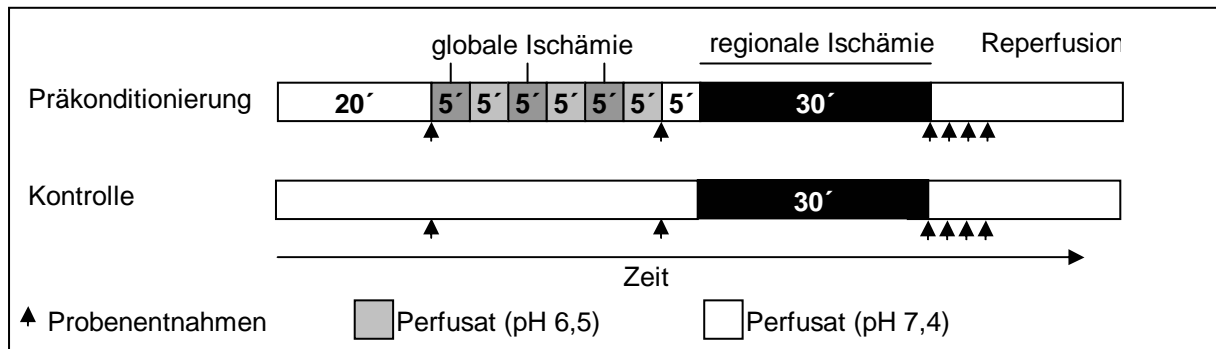 globale Ischämie regionale Ischämie Reperfusion
Präkonditionierung 20´ 5´ 5´ 5´ 5´ 5´ 5´ 5´ 30´
Kontrolle 30´
Zeit
Probenentnahmen Perfusat (pH 6,5) Perfusat (pH 7,4)